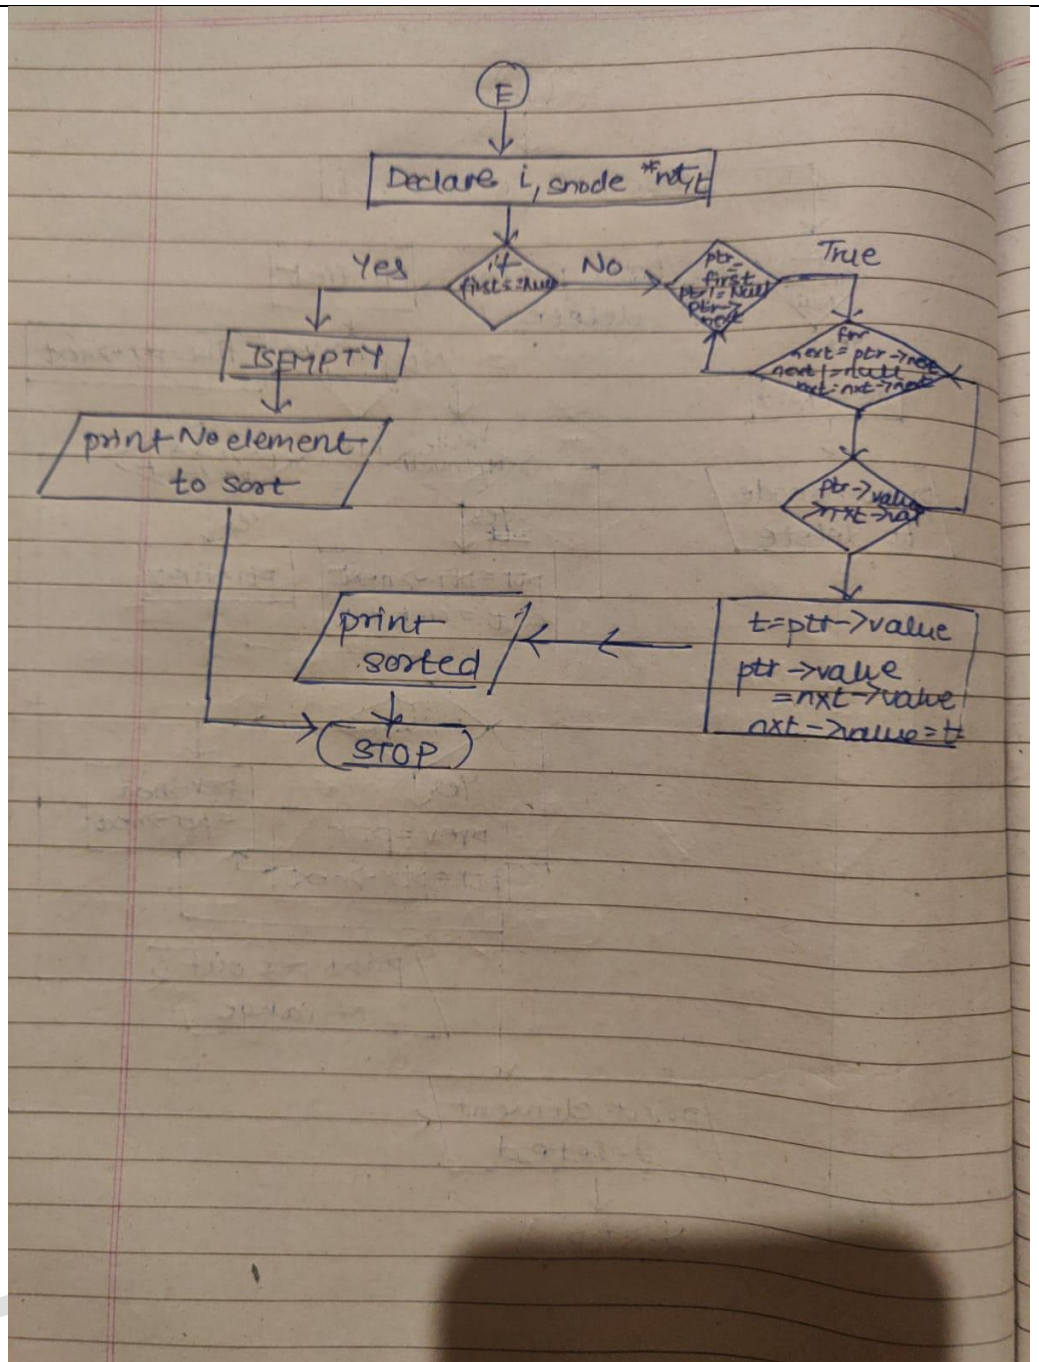 E
Declare i, snode *nxt,t
if
first==Null
Yes
No
ptr=
first
ptr!=Null
ptr->
next
True
for
next=ptr->next
next!=null
nxt=nxt->next
ISEMPTY
print No element
to sort
ptr->value
>nxt->val
t=ptr->value
ptr->value
=nxt->value
nxt->value=t
print
sorted
STOP